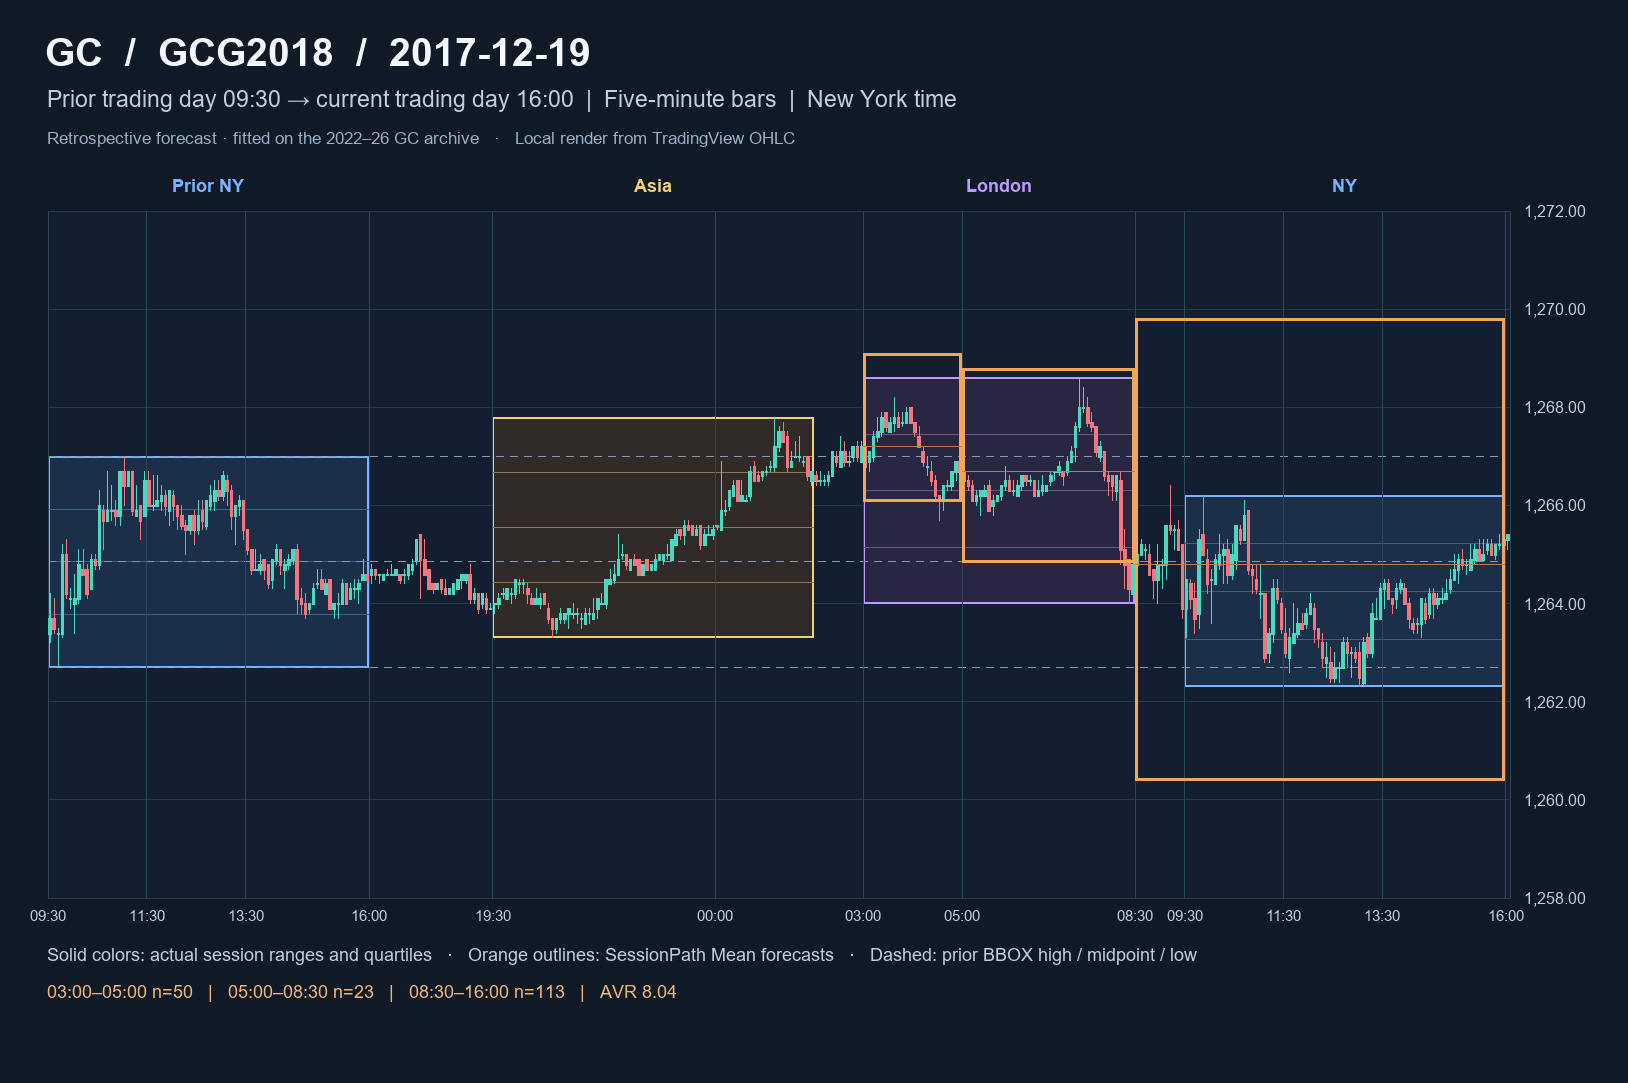 GC / GCG2018 / 2017-12-19
Prior trading day 09:30 → current trading day 16:00 | Five-minute bars | New York time
Retrospective forecast · fitted on the 2022–26 GC archive · Local render from TradingView OHLC
Prior NY Asia London NY
1,272.00
1,270.00
1,268.00
1,266.00
1,264.00
1,262.00
1,260.00
1,258.00
09:30 11:30 13:30 16:00 19:30 00:00 03:00 05:00 08:30 09:30 11:30 13:30 16:00
Solid colors: actual session ranges and quartiles · Orange outlines: SessionPath Mean forecasts · Dashed: prior BBOX high / midpoint / low
03:00–05:00 n=50 | 05:00–08:30 n=23 | 08:30–16:00 n=113 | AVR 8.04